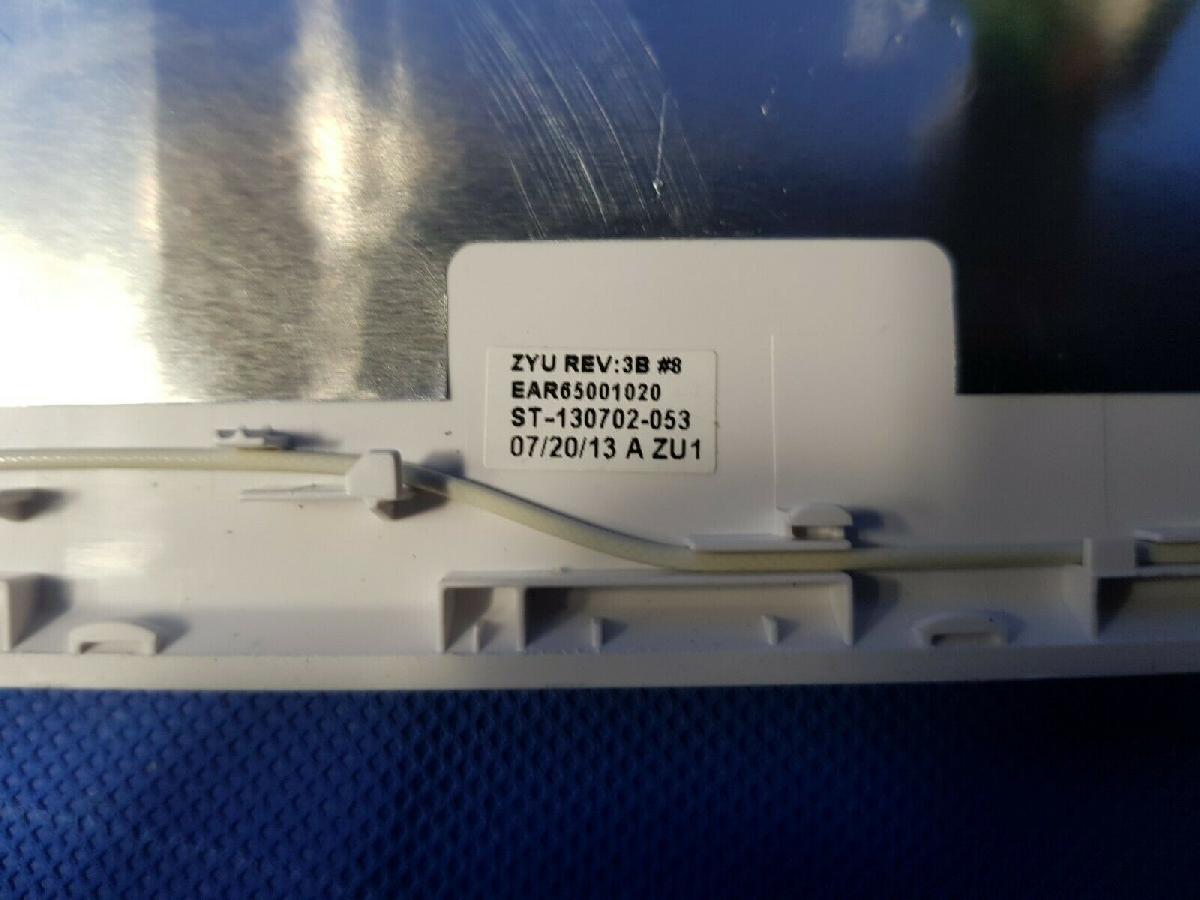 ZYU REV:3B #8
EAR65001020
ST-130702-053
07/20/13 A ZU1